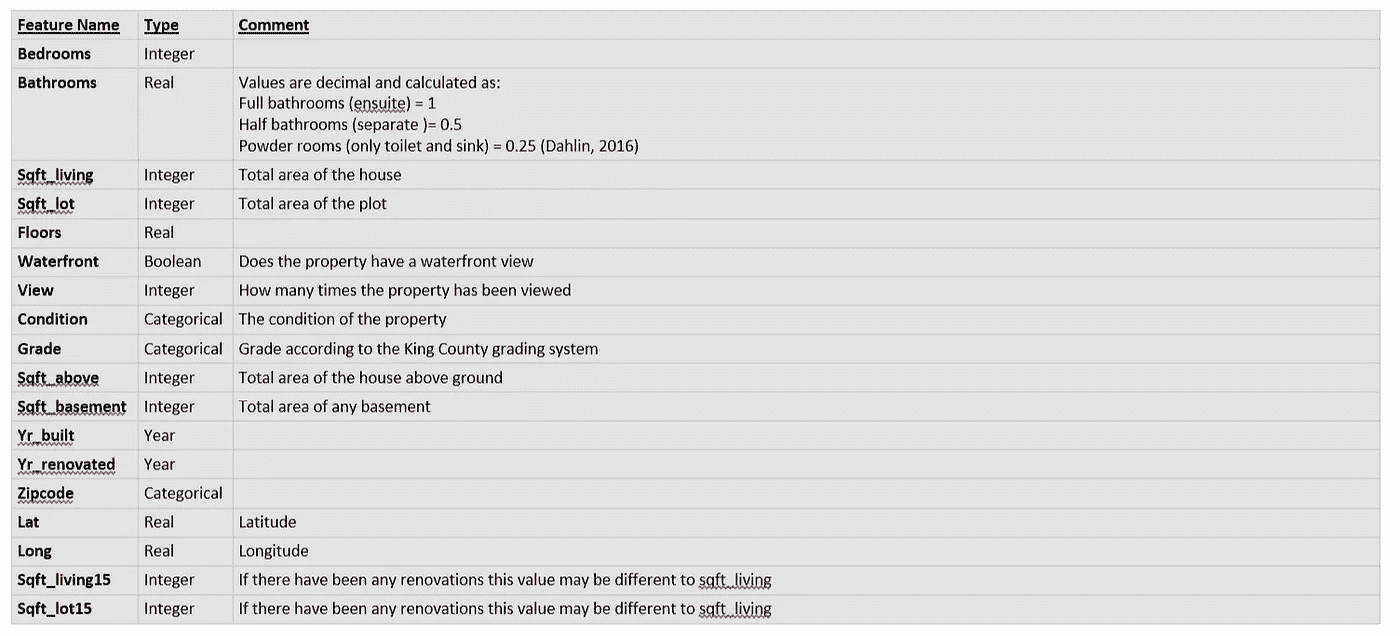 Feature Name Type Comment
Bedrooms Integer
Bathrooms Real Values are decimal and calculated as:
Full bathrooms (ensuite) = 1
Half bathrooms (separate )= 0.5
Powder rooms (only toilet and sink) = 0.25 (Dahlin, 2016)
Sqft_living Integer Total area of the house
Sqft_lot Integer Total area of the plot
Floors Real
Waterfront Boolean Does the property have a waterfront view
View Integer How many times the property has been viewed
Condition Categorical The condition of the property
Grade Categorical Grade according to the King County grading system
Sqft_above Integer Total area of the house above ground
Sqft_basement Integer Total area of any basement
Yr_built Year
Yr_renovated Year
Zipcode Categorical
Lat Real Latitude
Long Real Longitude
Sqft_living15 Integer If there have been any renovations this value may be different to sqft_living
Sqft_lot15 Integer If there have been any renovations this value may be different to sqft_living